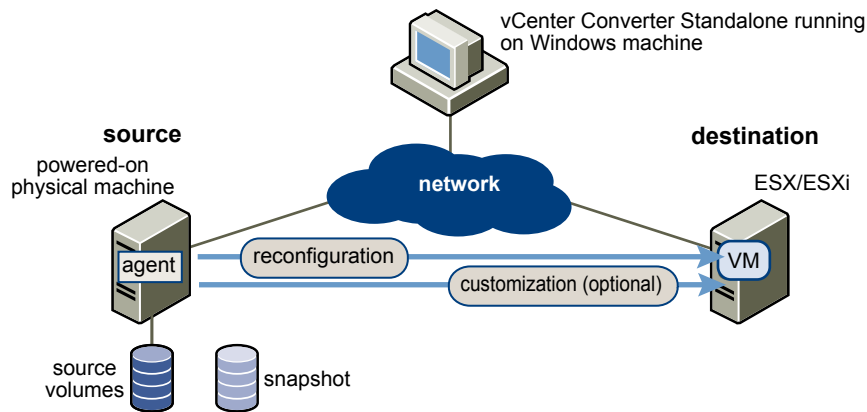 vCenter Converter Standalone running
on Windows machine
source
powered-on
physical machine
destination
ESX/ESXi
network
agent
reconfiguration
VM
customization (optional)
source
volumes
snapshot